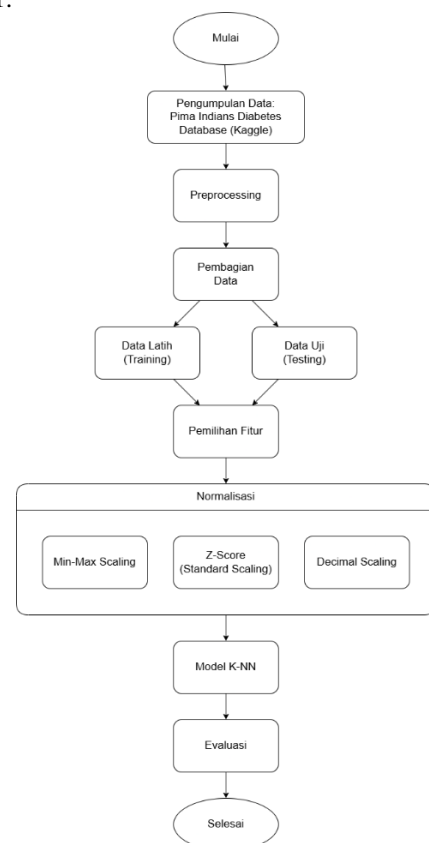 Mulai
Pengumpulan Data:
Pima Indians Diabetes
Database (Kaggle)
Preprocessing
Pembagian
Data
Data Latih
(Training)
Data Uji
(Testing)
Pemilihan Fitur
Normalisasi
Min-Max Scaling
Z-Score
(Standard Scaling)
Decimal Scaling
Model K-NN
Evaluasi
Selesai